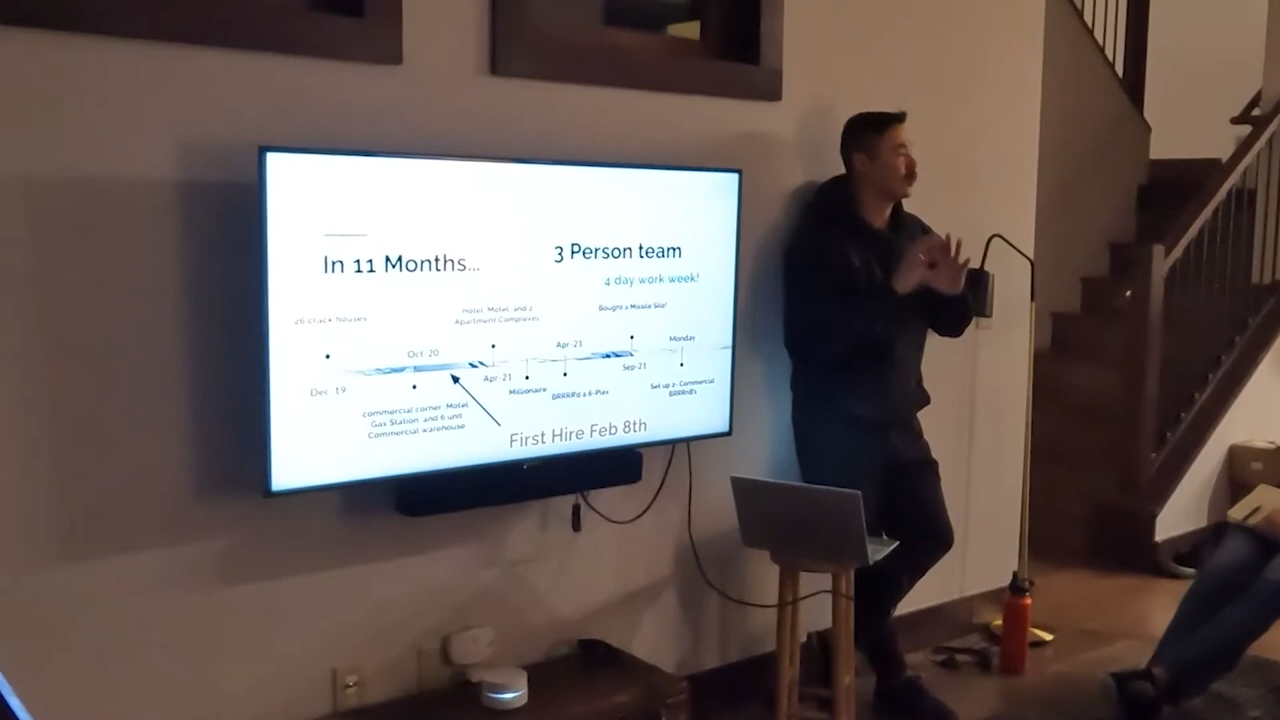 In 11 Months...
3 Person team
4 day work week!
26 crack houses
Hotel, Motel, and 2
Apartment Complexes
Bought a Missile Silo!
Oct 20
Apr-21
Monday
Dec 19
Apr-21
Sep-21
Millionaire
BRRRRd a 6-Plex
Set up 2- Commercial
BRRRnB's
commercial corner: Motel,
Gas Station, and 6 unit
Commercial warehouse
First Hire Feb 8th